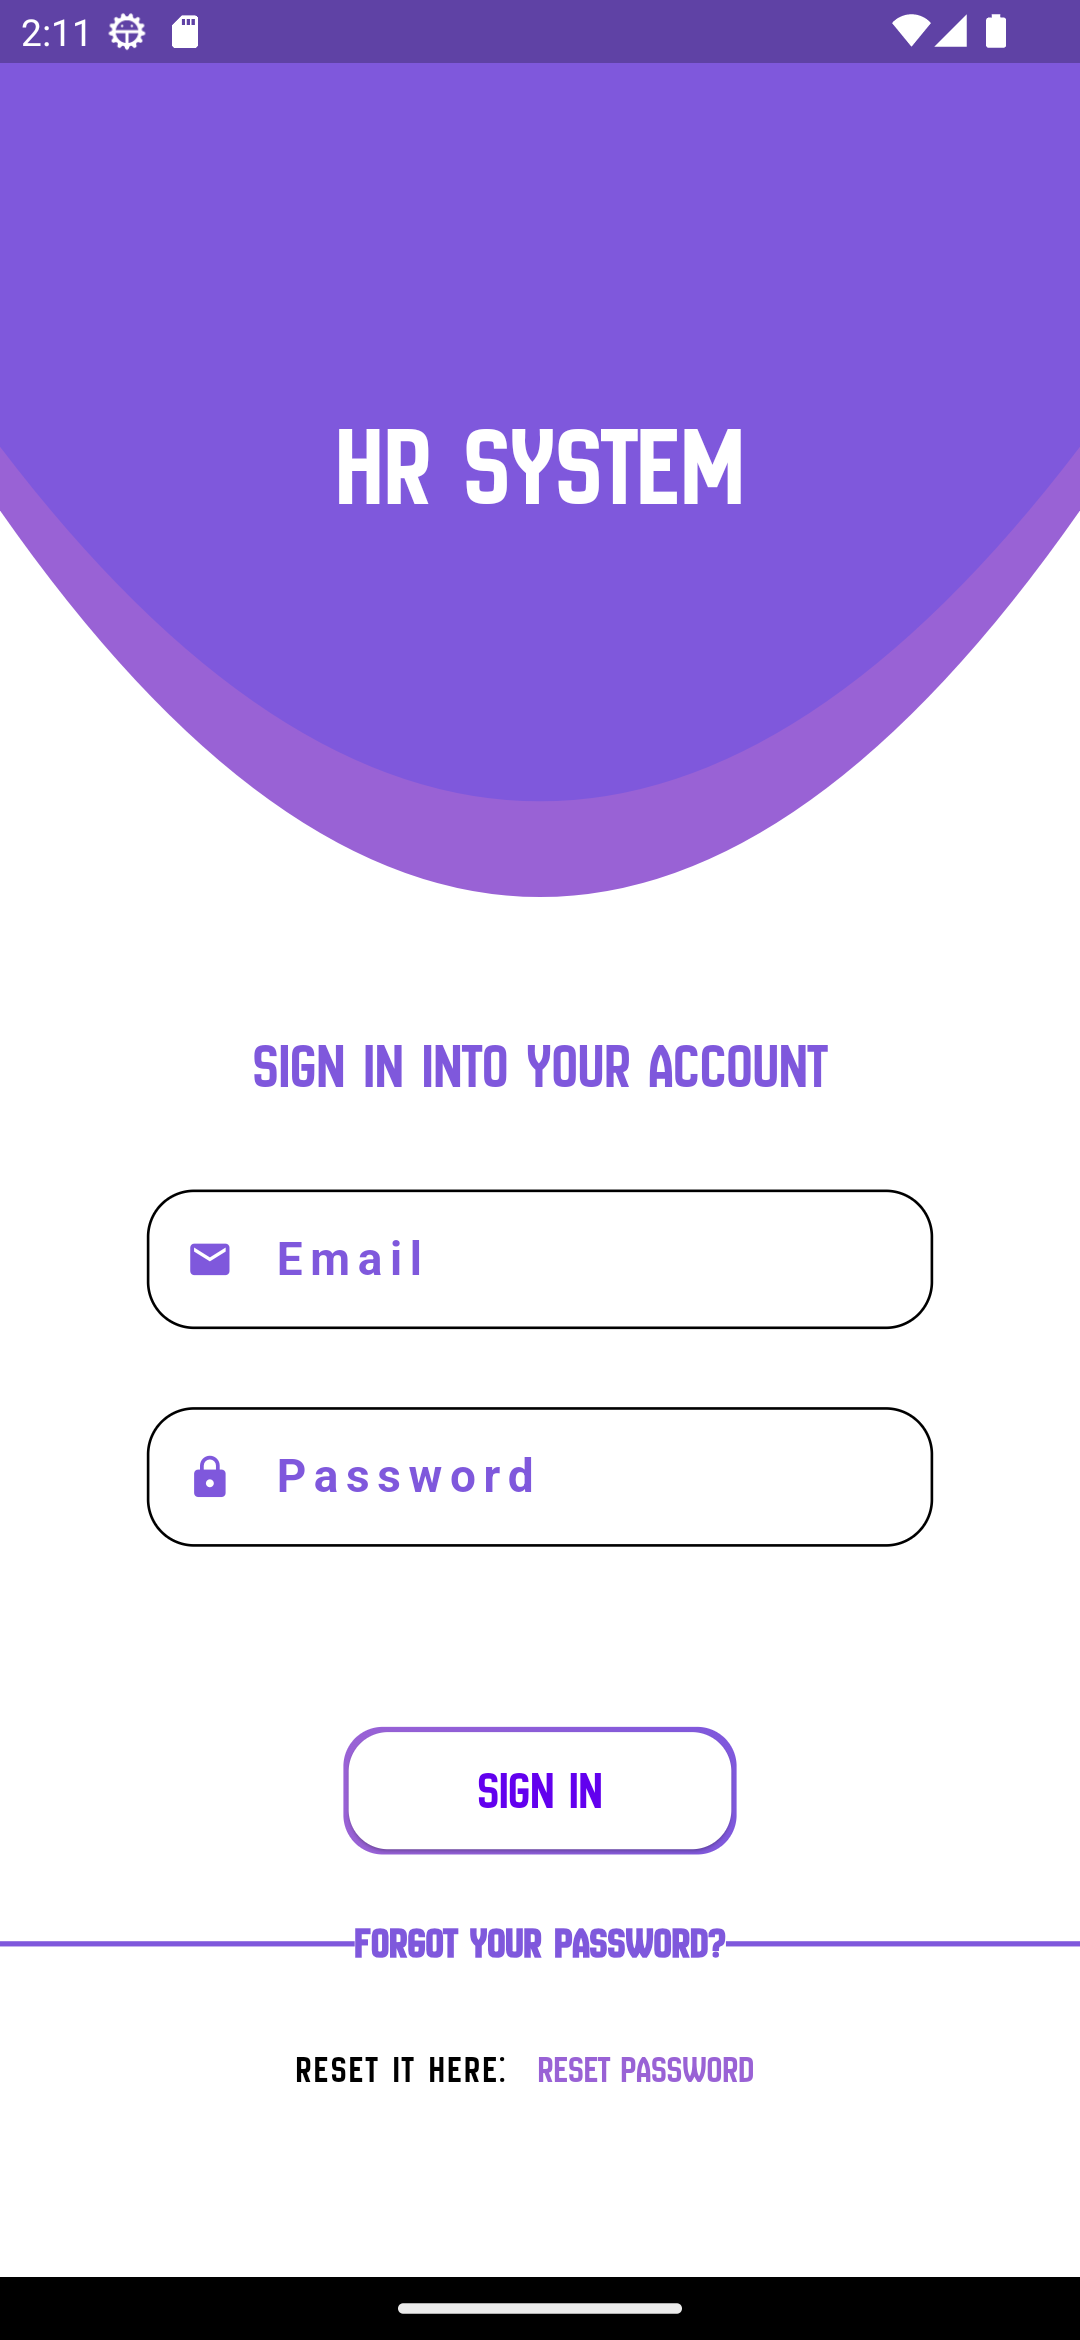 2:11
HR SYSTEM
SIGN IN INTO YOUR ACCOUNT
Email
Password
SIGN IN
FORGOT YOUR PASSWORD?
RESET IT HERE: RESET PASSWORD